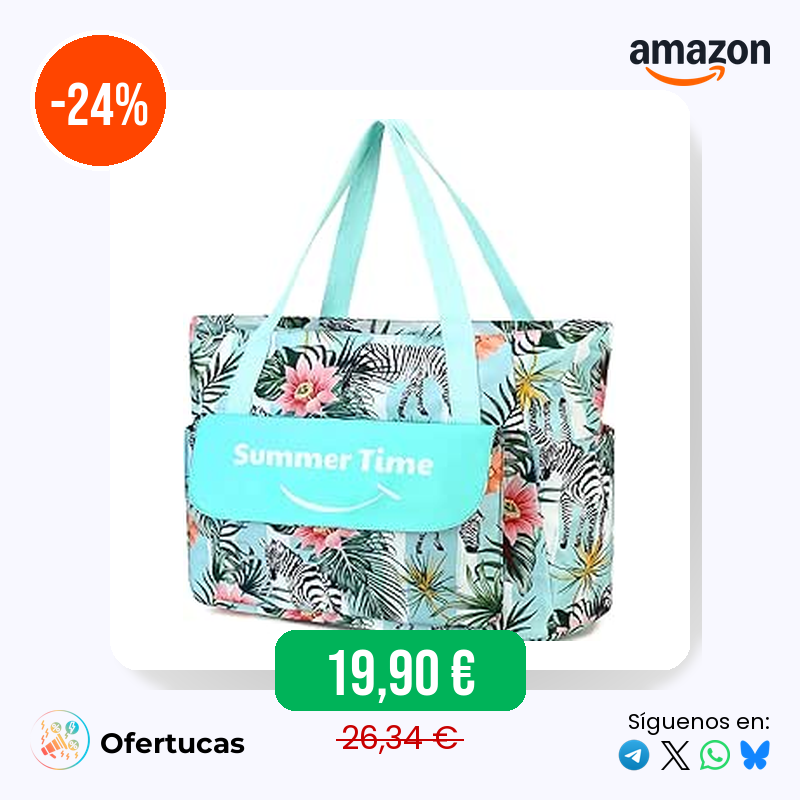 -24%
amazon
Summer Time
19,90 €
26,34 €
Ofertucas
Síguenos en: